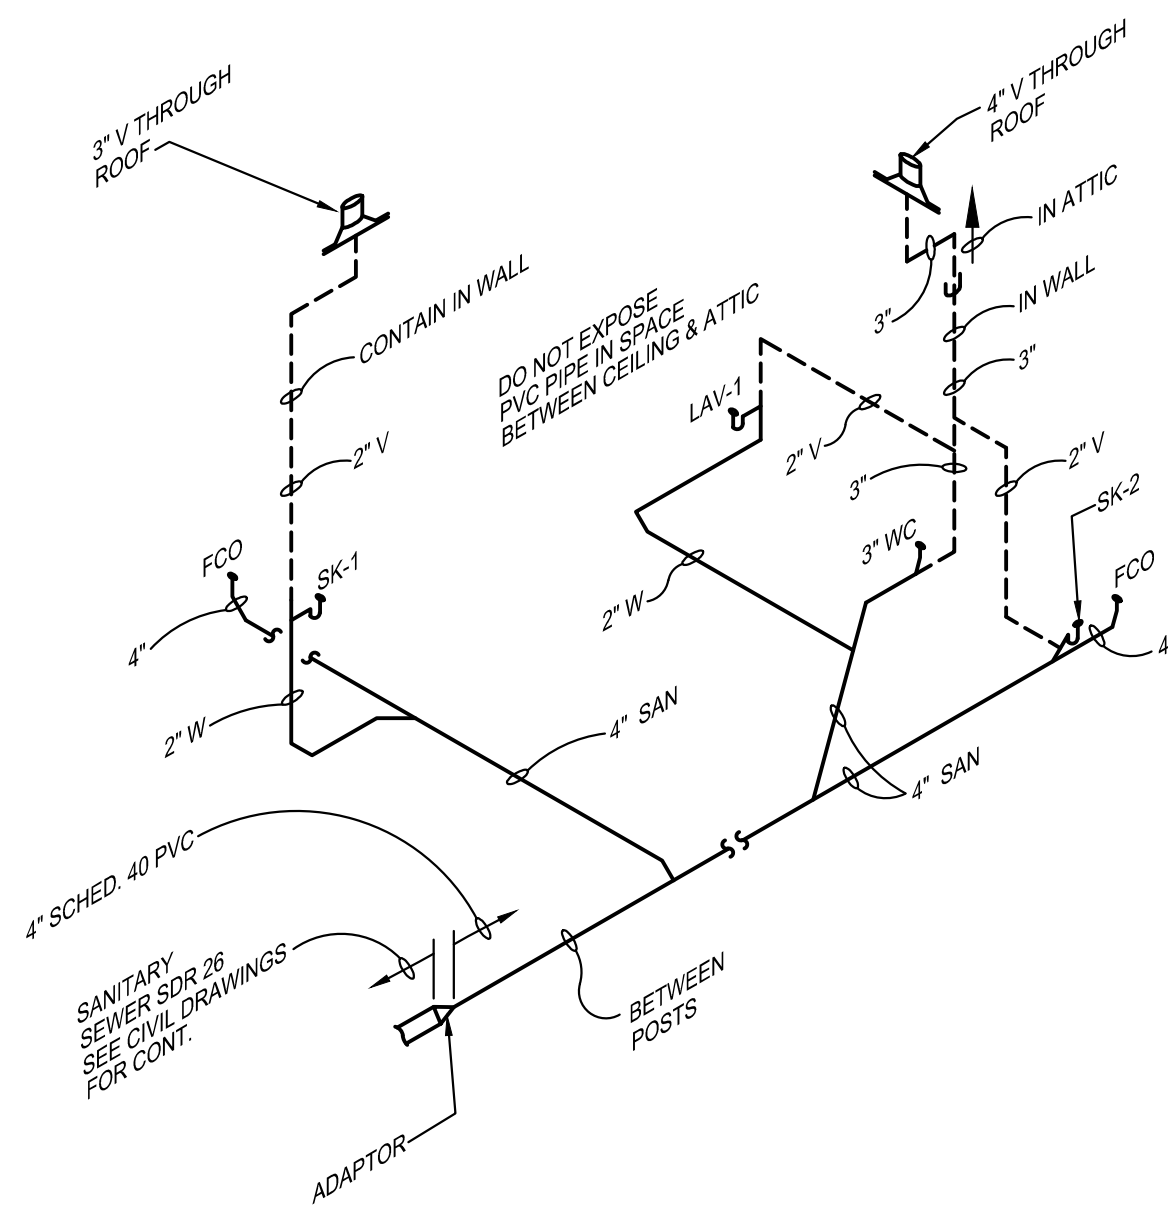 4" V THROUGH
ROOF
3" V THROUGH
ROOF
IN ATTIC
CONTAIN IN WALL
IN WALL
3"
DO NOT EXPOSE
PVC PIPE IN SPACE
BETWEEN CEILING & ATTIC
3"
LAV-1
2" V
2" V
2" V
3"
SK-2
FCO
SK-1
3" WC
FCO
2" W
4"
4
2" W
4" SAN
4" SAN
4" SCHED. 40 PVC
SANITARY
SEWER SDR 26
SEE CIVIL DRAWINGS
FOR CONT.
BETWEEN
POSTS
ADAPTOR